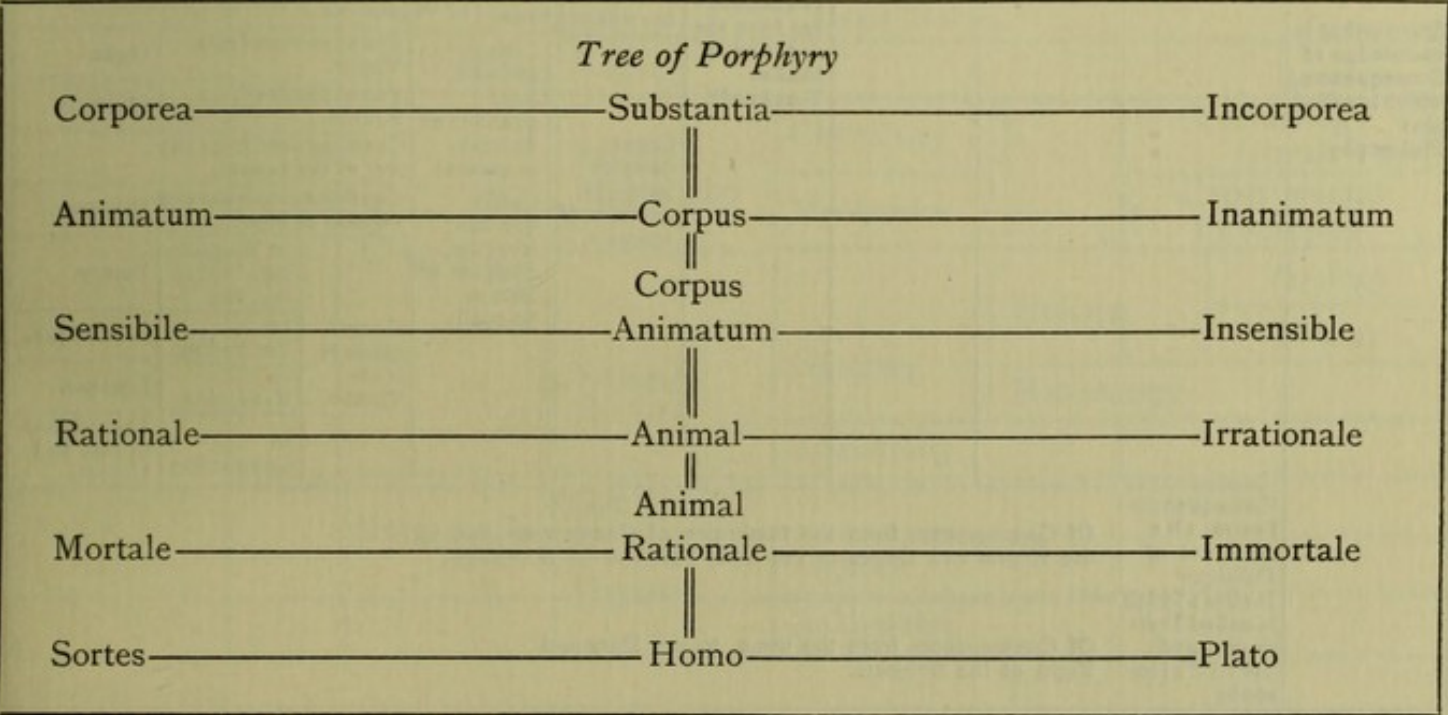 Tree of Porphyry
Corporea Substantia Incorporea
Animatum Corpus Inanimatum
Corpus
Sensibile Animatum Insensible
Rationale Animal Irrationale
Animal
Mortale Rationale Immortale
Sortes Homo Plato